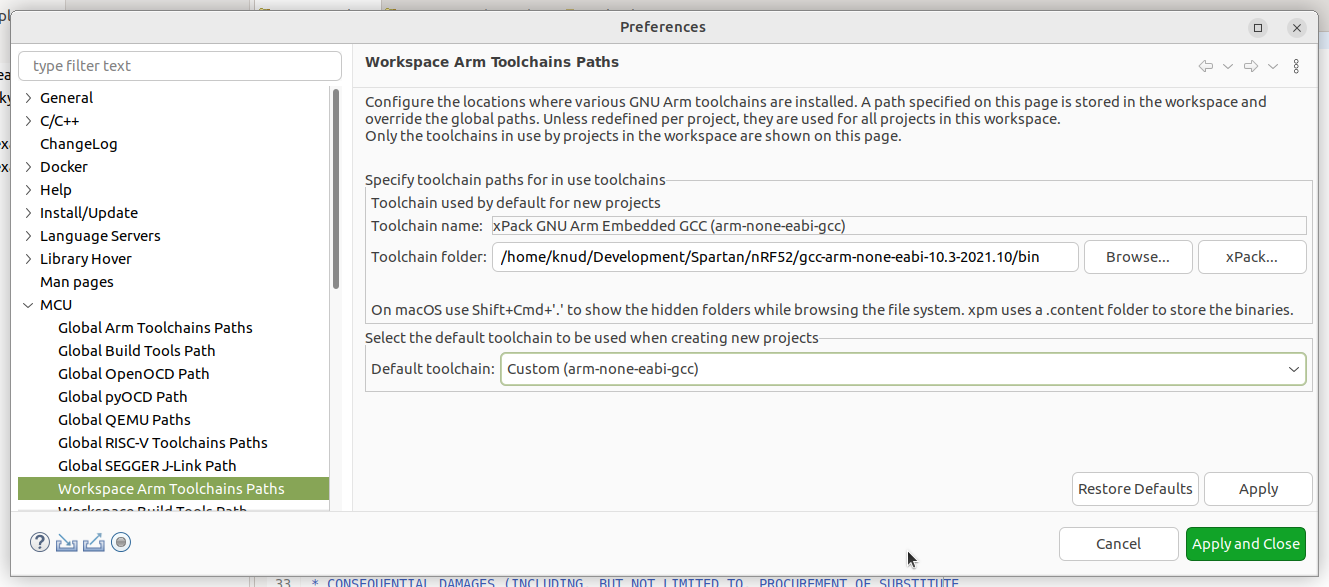 Preferences
type filter text
General
C/C++
ChangeLog
Docker
Help
Install/Update
Language Servers
Library Hover
Man pages
MCU
Global Arm Toolchains Paths
Global Build Tools Path
Global OpenOCD Path
Global pyOCD Path
Global QEMU Paths
Global RISC-V Toolchains Paths
Global SEGGER J-Link Path
Workspace Arm Toolchains Paths
Workspace Build Tools Path
Workspace Arm Toolchains Paths
Configure the locations where various GNU Arm toolchains are installed. A path specified on this page is stored in the workspace and
override the global paths. Unless redefined per project, they are used for all projects in this workspace.
Only the toolchains in use by projects in the workspace are shown on this page.
Specify toolchain paths for in use toolchains
Toolchain used by default for new projects
Toolchain name: xPack GNU Arm Embedded GCC (arm-none-eabi-gcc)
Toolchain folder: /home/knud/Development/Spartan/nRF52/gcc-arm-none-eabi-10.3-2021.10/bin Browse... xPack...
On macOS use Shift+Cmd+'.' to show the hidden folders while browsing the file system. xpm uses a .content folder to store the binaries.
Select the default toolchain to be used when creating new projects
Default toolchain: Custom (arm-none-eabi-gcc)
Restore Defaults Apply
Cancel Apply and Close
33 * CONSEQUENTIAL DAMAGES (INCLUDING, BUT NOT LIMITED TO, PROCUREMENT OF SUBSTITUTE